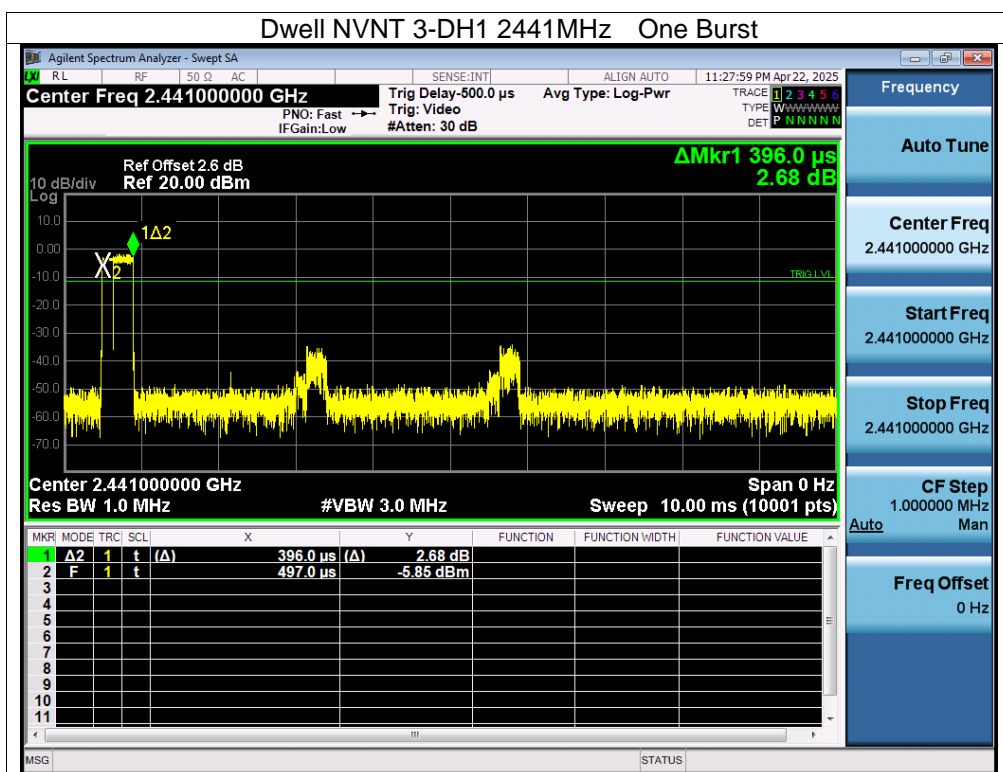 Dwell NVNT 3-DH1 2441MHz One Burst
Agilent Spectrum Analyzer - Swept SA
LXI RL RF 50 Ω AC SENSE:INT ALIGN AUTO 11:27:59 PM Apr 22, 2025
Center Freq 2.441000000 GHz Trig Delay-500.0 µs Avg Type: Log-Pwr TRACE 1 2 3 4 5 6
PNO: Fast Trig: Video TYPE WWWWWWW
IFGain:Low #Atten: 30 dB DET P N N N N N
ΔMkr1 396.0 µs
2.68 dB
Ref Offset 2.6 dB
10 dB/div Ref 20.00 dBm
Log
10.0
0.00
-10.0
-20.0
-30.0
-40.0
-50.0
-60.0
-70.0
1Δ2
X2
TRIG LVL
Center 2.441000000 GHz Span 0 Hz
Res BW 1.0 MHz #VBW 3.0 MHz Sweep 10.00 ms (10001 pts)
MKR MODE TRC SCL X Y FUNCTION FUNCTION WIDTH FUNCTION VALUE
1 Δ2 1 t (Δ) 396.0 µs (Δ) 2.68 dB
2 F 1 t 497.0 µs -5.85 dBm
3
4
5
6
7
8
9
10
11
MSG STATUS
Frequency
Auto Tune
Center Freq
2.441000000 GHz
Start Freq
2.441000000 GHz
Stop Freq
2.441000000 GHz
CF Step
1.000000 MHz
Auto Man
Freq Offset
0 Hz